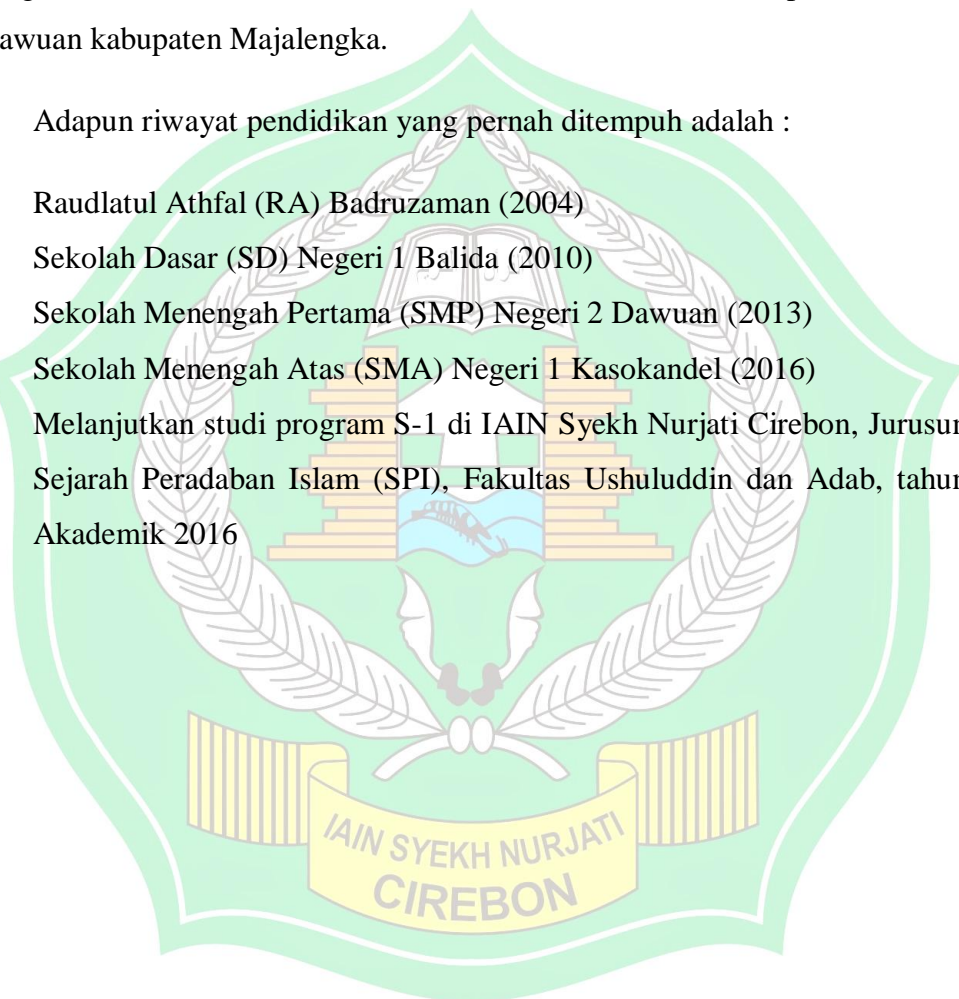 awuan kabupaten Majalengka.
Adapun riwayat pendidikan yang pernah ditempuh adalah :
Raudlatul Athfal (RA) Badruzaman (2004)
Sekolah Dasar (SD) Negeri 1 Balida (2010)
Sekolah Menengah Pertama (SMP) Negeri 2 Dawuan (2013)
Sekolah Menengah Atas (SMA) Negeri 1 Kasokandel (2016)
Melanjutkan studi program S-1 di IAIN Syekh Nurjati Cirebon, Jurusun
Sejarah Peradaban Islam (SPI), Fakultas Ushuluddin dan Adab, tahun
Akademik 2016
IAIN SYEKH NURJATI
CIREBON